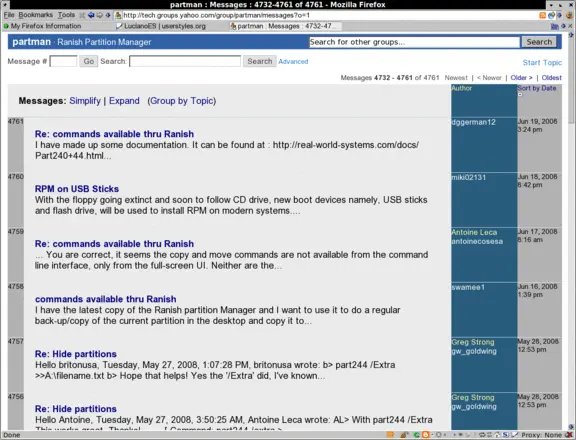 partman : Messages : 4732-4761 of 4761 - Mozilla Firefox
File Bookmarks Tools
http://tech.groups.yahoo.com/group/partman/messages?o=1
My Firefox Information
LucianoES | userstyles.org
partman : Messages : 4732-47...
partman · Ranish Partition Manager
Search for other groups...
Search
Message #
Go
Search:
Search
Advanced
Start Topic
Messages 4732 - 4761 of 4761 Newest | < Newer | Older > | Oldest
Messages: Simplify | Expand (Group by Topic)
Author
Sort by Date
4761
Re: commands available thru Ranish
I have made up some documentation. It can be found at : http://real-world-systems.com/docs/
Part240+44.html...
dggerman12
Jun 19, 2008
3:24 pm
4760
RPM on USB Sticks
With the floppy going extinct and soon to follow CD drive, new boot devices namely, USB sticks
and flash drive, will be used to install RPM on modern systems....
miki02131
Jun 18, 2008
8:42 pm
4759
Re: commands available thru Ranish
... You are correct, it seems the copy and move commands are not available from the command
line interface, only from the full-screen UI. Neither are the...
Antoine Leca
antoinecosesa
Jun 17, 2008
8:16 am
4758
commands available thru Ranish
I have the latest copy of the Ranish partition Manager and I want to use it to do a regular
back-up/copy of the current partition in the desktop and copy it to...
swamee1
Jun 16, 2008
1:39 pm
4757
Re: Hide partitions
Hello britonusa, Tuesday, May 27, 2008, 1:07:28 PM, britonusa wrote: b> part244 /Extra
>>A:\filename.txt b> Hope that helps! Yes the '/Extra' did, I've known...
Greg Strong
gw_goldwing
May 28, 2008
12:53 pm
4756
Re: Hide partitions
Hello Antoine, Tuesday, May 27, 2008, 3:50:25 AM, Antoine Leca wrote: AL> With part244 /Extra
Greg Strong
gw_goldwing
May 28, 2008
12:53 pm
Done
Proxy: None